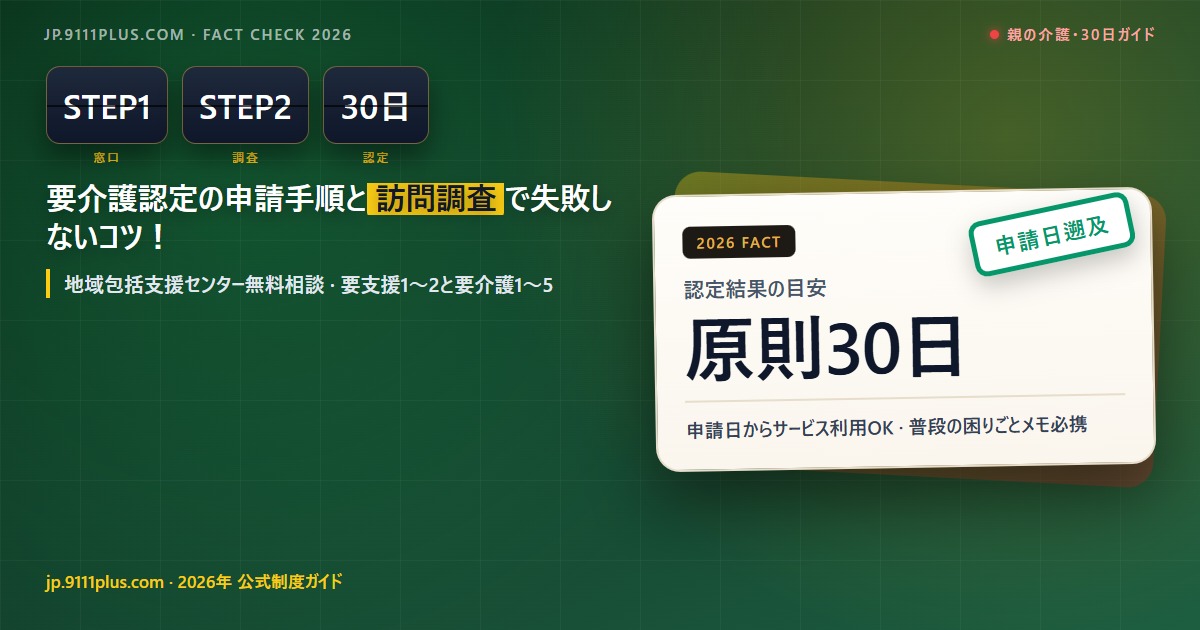 JP.9111PLUS.COM · FACT CHECK 2026
親の介護・30日ガイド
STEP1
STEP2
30日
窓口
調査
認定
要介護認定の申請手順と訪問調査で失敗し
ないコツ！
地域包括支援センター無料相談 · 要支援1〜2と要介護1〜5
2026 FACT
申請日遡及
認定結果の目安
原則30日
申請日からサービス利用OK · 普段の困りごとメモ必携
jp.9111plus.com · 2026年 公式制度ガイド